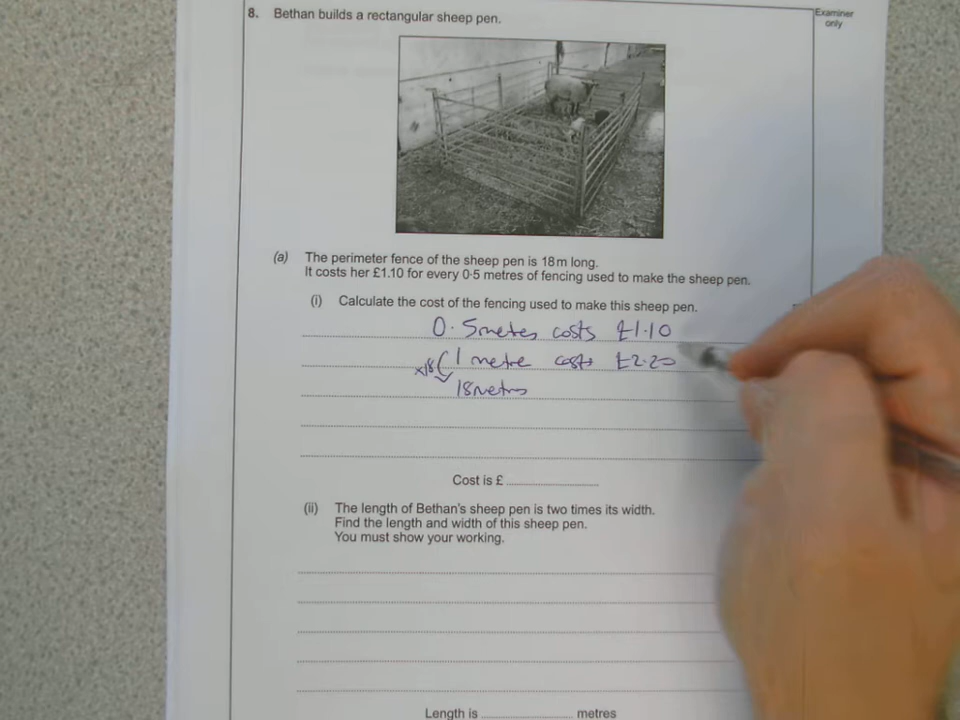 8. Bethan builds a rectangular sheep pen.
Examiner
only
(a) The perimeter fence of the sheep pen is 18m long.
It costs her £1.10 for every 0·5 metres of fencing used to make the sheep pen.
(i) Calculate the cost of the fencing used to make this sheep pen.
0.5metres costs £1.10
×18 1 metre costs £2.20
18metres
Cost is £
(ii) The length of Bethan's sheep pen is two times its width.
Find the length and width of this sheep pen.
You must show your working.
Length is metres